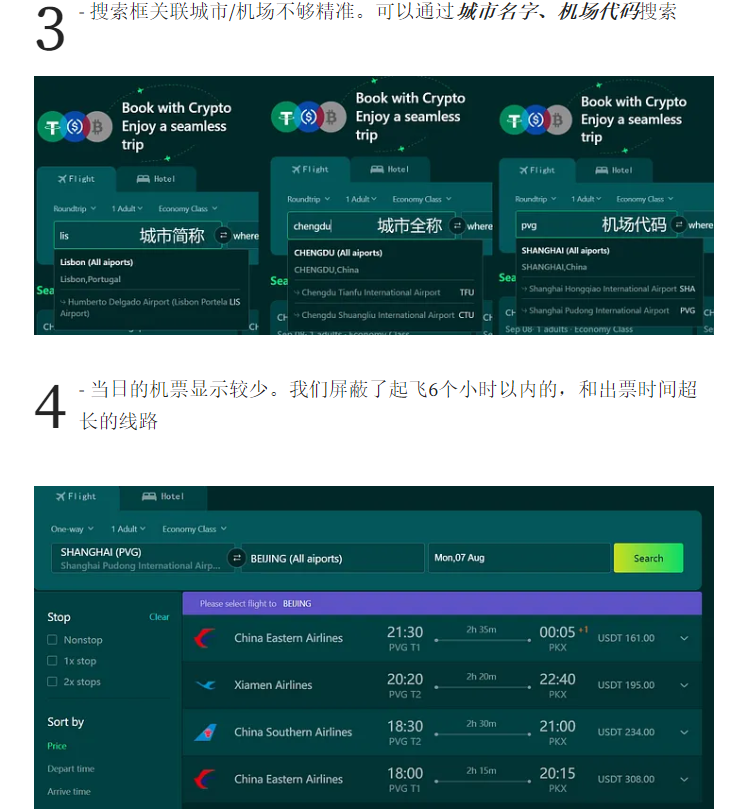 3
- 搜索框关联城市/机场不够精准。可以通过城市名字、机场代码搜索
Book with Crypto
Enjoy a seamless
trip
Flight
Hotel
Roundtrip
1 Adult
Economy Class
lis
城市简称
where
Lisbon (All aiports)
Lisbon,Portugal
Humberto Delgado Airport (Lisbon Portela LIS
Airport)
Sea
CH
Book with Crypto
Enjoy a seamless
trip
Flight
Hotel
Roundtrip
1 Adult
Economy Class
chengdu
城市全称
where
CHENGDU (All aiports)
CHENGDU,China
Chengdu Tianfu International Airport TFU
Chengdu Shuangliu International Airport CTU
Sea
CH
Book with Crypto
Enjoy a seamless
trip
Flight
Hotel
Roundtrip
1 Adult
Economy Class
pvg
机场代码
where
SHANGHAI (All aiports)
SHANGHAI,China
Shanghai Hongqiao International Airport SHA
Shanghai Pudong International Airport PVG
Sea
CH
Sep 08· 1 adults · Economy Class
4
- 当日的机票显示较少。我们屏蔽了起飞6个小时以内的，和出票时间超
长的线路
Flight
Hotel
One-way
1 Adult
Economy Class
SHANGHAI (PVG)
Shanghai Pudong International Airp...
BEIJING (All aiports)
Mon,07 Aug
Search
Stop
Clear
Nonstop
1x stop
2x stops
Sort by
Price
Depart time
Arrive time
Please select flight to BEIJING
China Eastern Airlines
21:30
PVG T1
2h 35m
00:05 +1
PKX
USDT 161.00
Xiamen Airlines
20:20
PVG T2
2h 20m
22:40
PKX
USDT 195.00
China Southern Airlines
18:30
PVG T2
2h 30m
21:00
PKX
USDT 234.00
China Eastern Airlines
18:00
PVG T1
2h 15m
20:15
PKX
USDT 308.00